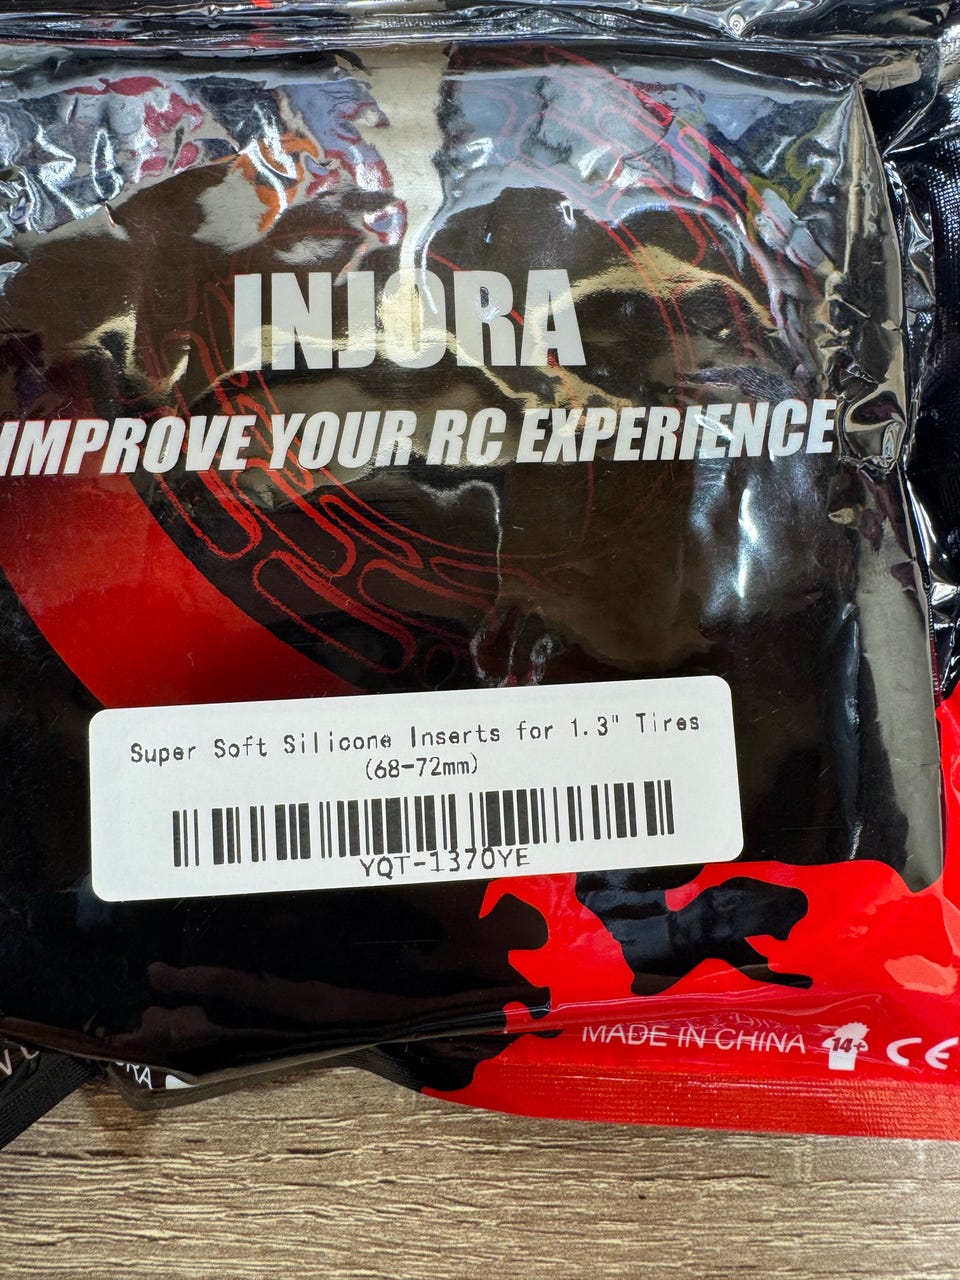 INJORA
IMPROVE YOUR RC EXPERIENCE
Super Soft Silicone Inserts for 1.3" Tires
(68-72mm)
YQT-1370YE
MADE IN CHINA 14+ CE